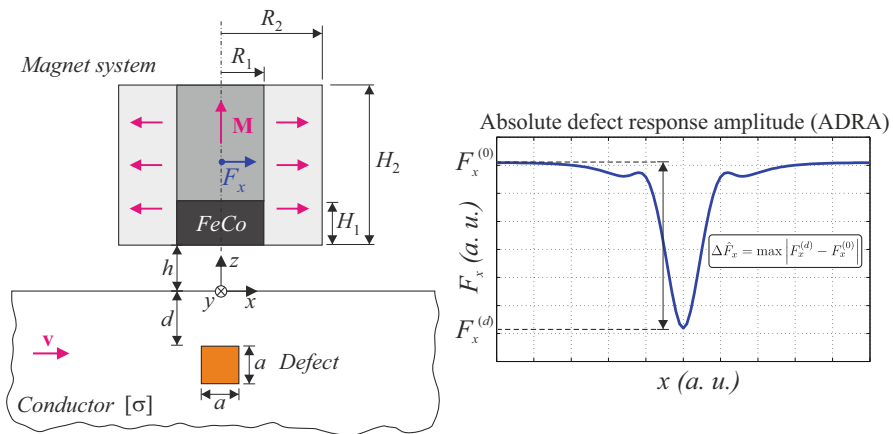 R₂
R₁
Magnet system
M
Fₓ
H₂
H₁
FeCo
h
z
y
x
d
v
a
Defect
a
Conductor [σ]
Absolute defect response amplitude (ADRA)
Fₓ⁽⁰⁾
Fₓ (a. u.)
ΔF̂ₓ = max |Fₓ⁽ᵈ⁾ − Fₓ⁽⁰⁾|
Fₓ⁽ᵈ⁾
x (a. u.)